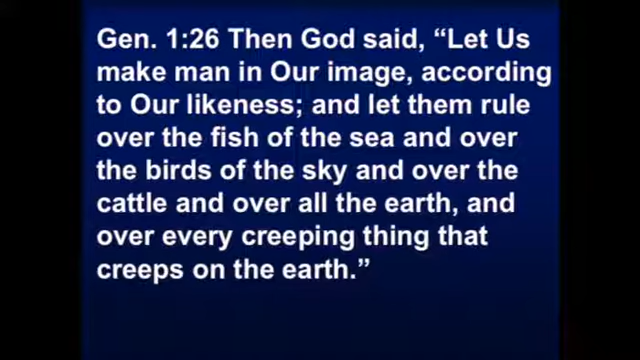 Gen. 1:26 Then God said, “Let Us
make man in Our image, according
to Our likeness; and let them rule
over the fish of the sea and over
the birds of the sky and over the
cattle and over all the earth, and
over every creeping thing that
creeps on the earth.”